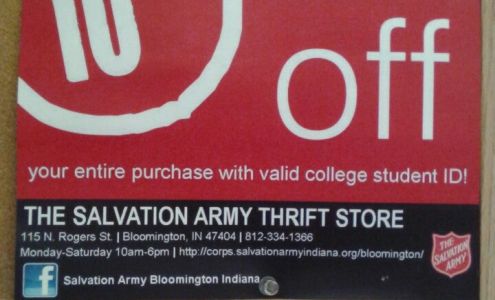 10
off
your entire purchase with valid college student ID!
THE SALVATION ARMY THRIFT STORE
115 N. Rogers St. | Bloomington, IN 47404 | 812-334-1366
Monday-Saturday 10am-6pm | http://corps.salvationarmyindiana.org/bloomington/
THE
SALVATION
ARMY
f Salvation Army Bloomington Indiana